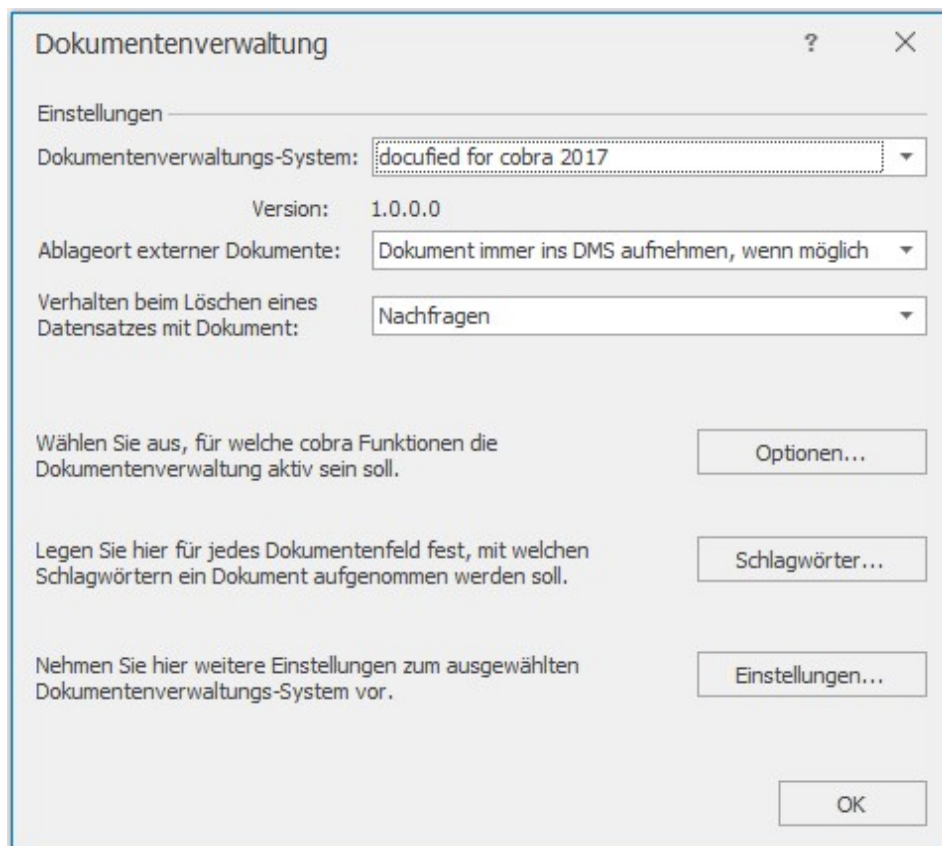 Dokumentenverwaltung ?
Einstellungen
Dokumentenverwaltungs-System: docufied for cobra 2017
Version: 1.0.0.0
Ablageort externer Dokumente: Dokument immer ins DMS aufnehmen, wenn möglich
Verhalten beim Löschen eines
Datensatzes mit Dokument: Nachfragen
Wählen Sie aus, für welche cobra Funktionen die
Dokumentenverwaltung aktiv sein soll.
Optionen...
Legen Sie hier für jedes Dokumentenfeld fest, mit welchen
Schlagwörtern ein Dokument aufgenommen werden soll.
Schlagwörter...
Nehmen Sie hier weitere Einstellungen zum ausgewählten
Dokumentenverwaltungs-System vor.
Einstellungen...
OK